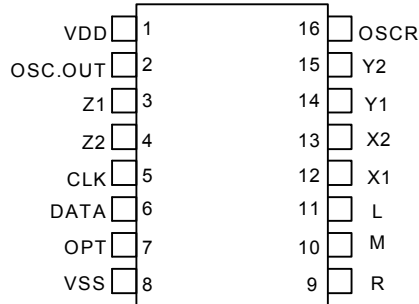 VDD 1 16 OSCR
OSC.OUT 2 15 Y2
Z1 3 14 Y1
Z2 4 13 X2
CLK 5 12 X1
DATA 6 11 L
OPT 7 10 M
VSS 8 9 R